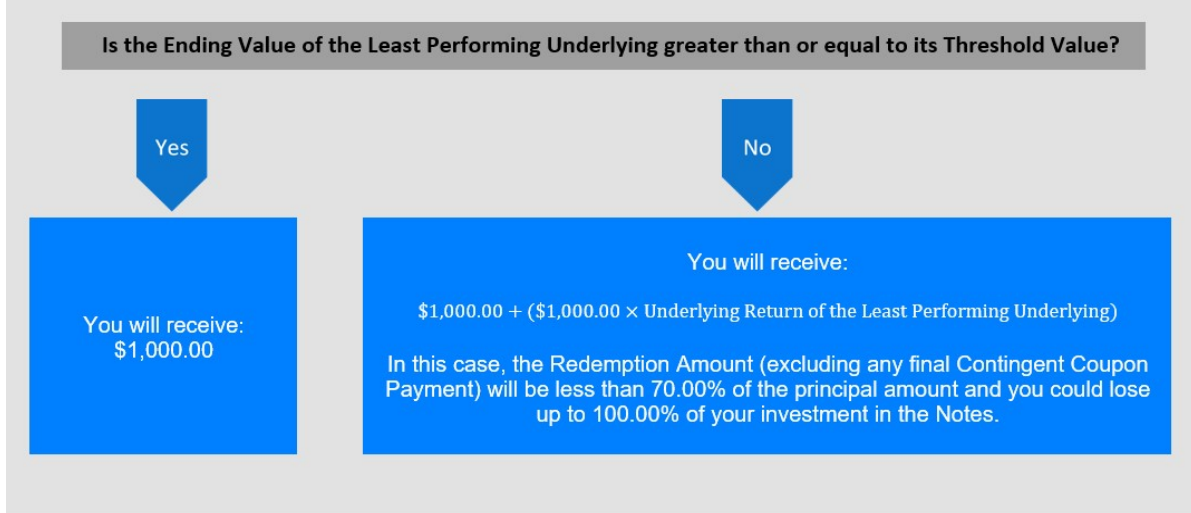 Is the Ending Value of the Least Performing Underlying greater than or equal to its Threshold Value?
Yes
No
You will receive:
$1,000.00
You will receive:
$1,000.00 + ($1,000.00 × Underlying Return of the Least Performing Underlying)
In this case, the Redemption Amount (excluding any final Contingent Coupon
Payment) will be less than 70.00% of the principal amount and you could lose
up to 100.00% of your investment in the Notes.